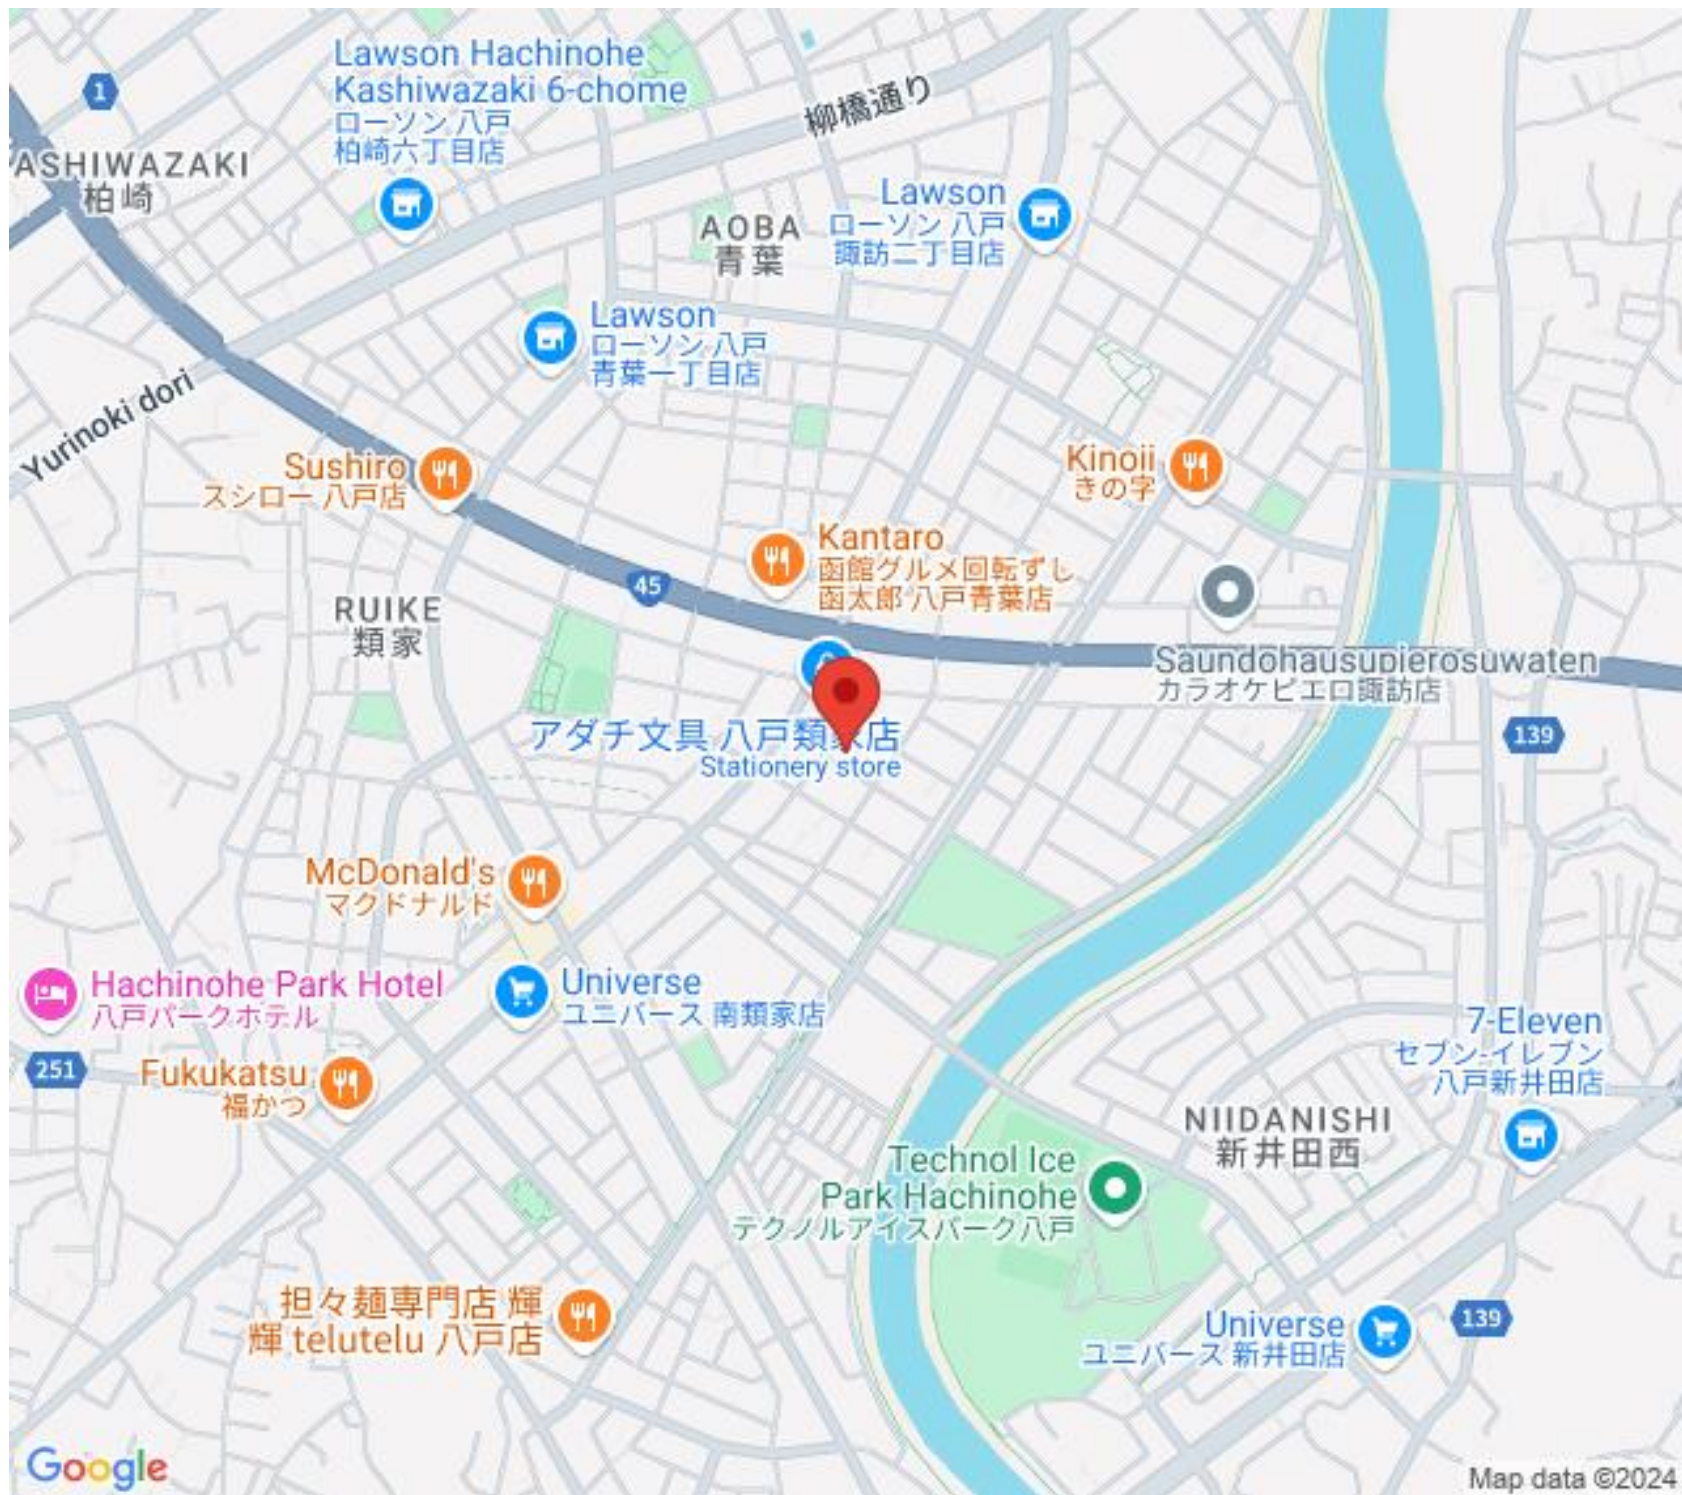 Lawson Hachinohe
Kashiwazaki 6-chome
ローソン 八戸
柏崎六丁目店
柳橋通り
1
ASHIWAZAKI
柏崎
AOBA
青葉
Lawson
ローソン 八戸
諏訪二丁目店
Lawson
ローソン 八戸
青葉一丁目店
Yurinoki dori
Sushiro
スシロー 八戸店
Kinoji
きの字
Kantaro
函館グルメ回転ずし
函太郎 八戸青葉店
45
RUIKE
類家
Saundohausupierosuwaten
カラオケピエロ諏訪店
139
アダチ文具 八戸類家店
Stationery store
McDonald's
マクドナルド
Hachinohe Park Hotel
八戸パークホテル
Universe
ユニバース 南類家店
7-Eleven
セブン-イレブン
八戸新井田店
251
Fukukatsu
福かつ
NIIDANISHI
新井田西
Technol Ice
Park Hachinohe
テクノルアイスパーク八戸
担々麺専門店 輝
輝 telutelu 八戸店
Universe
ユニバース 新井田店
139
Google
Map data ©2024